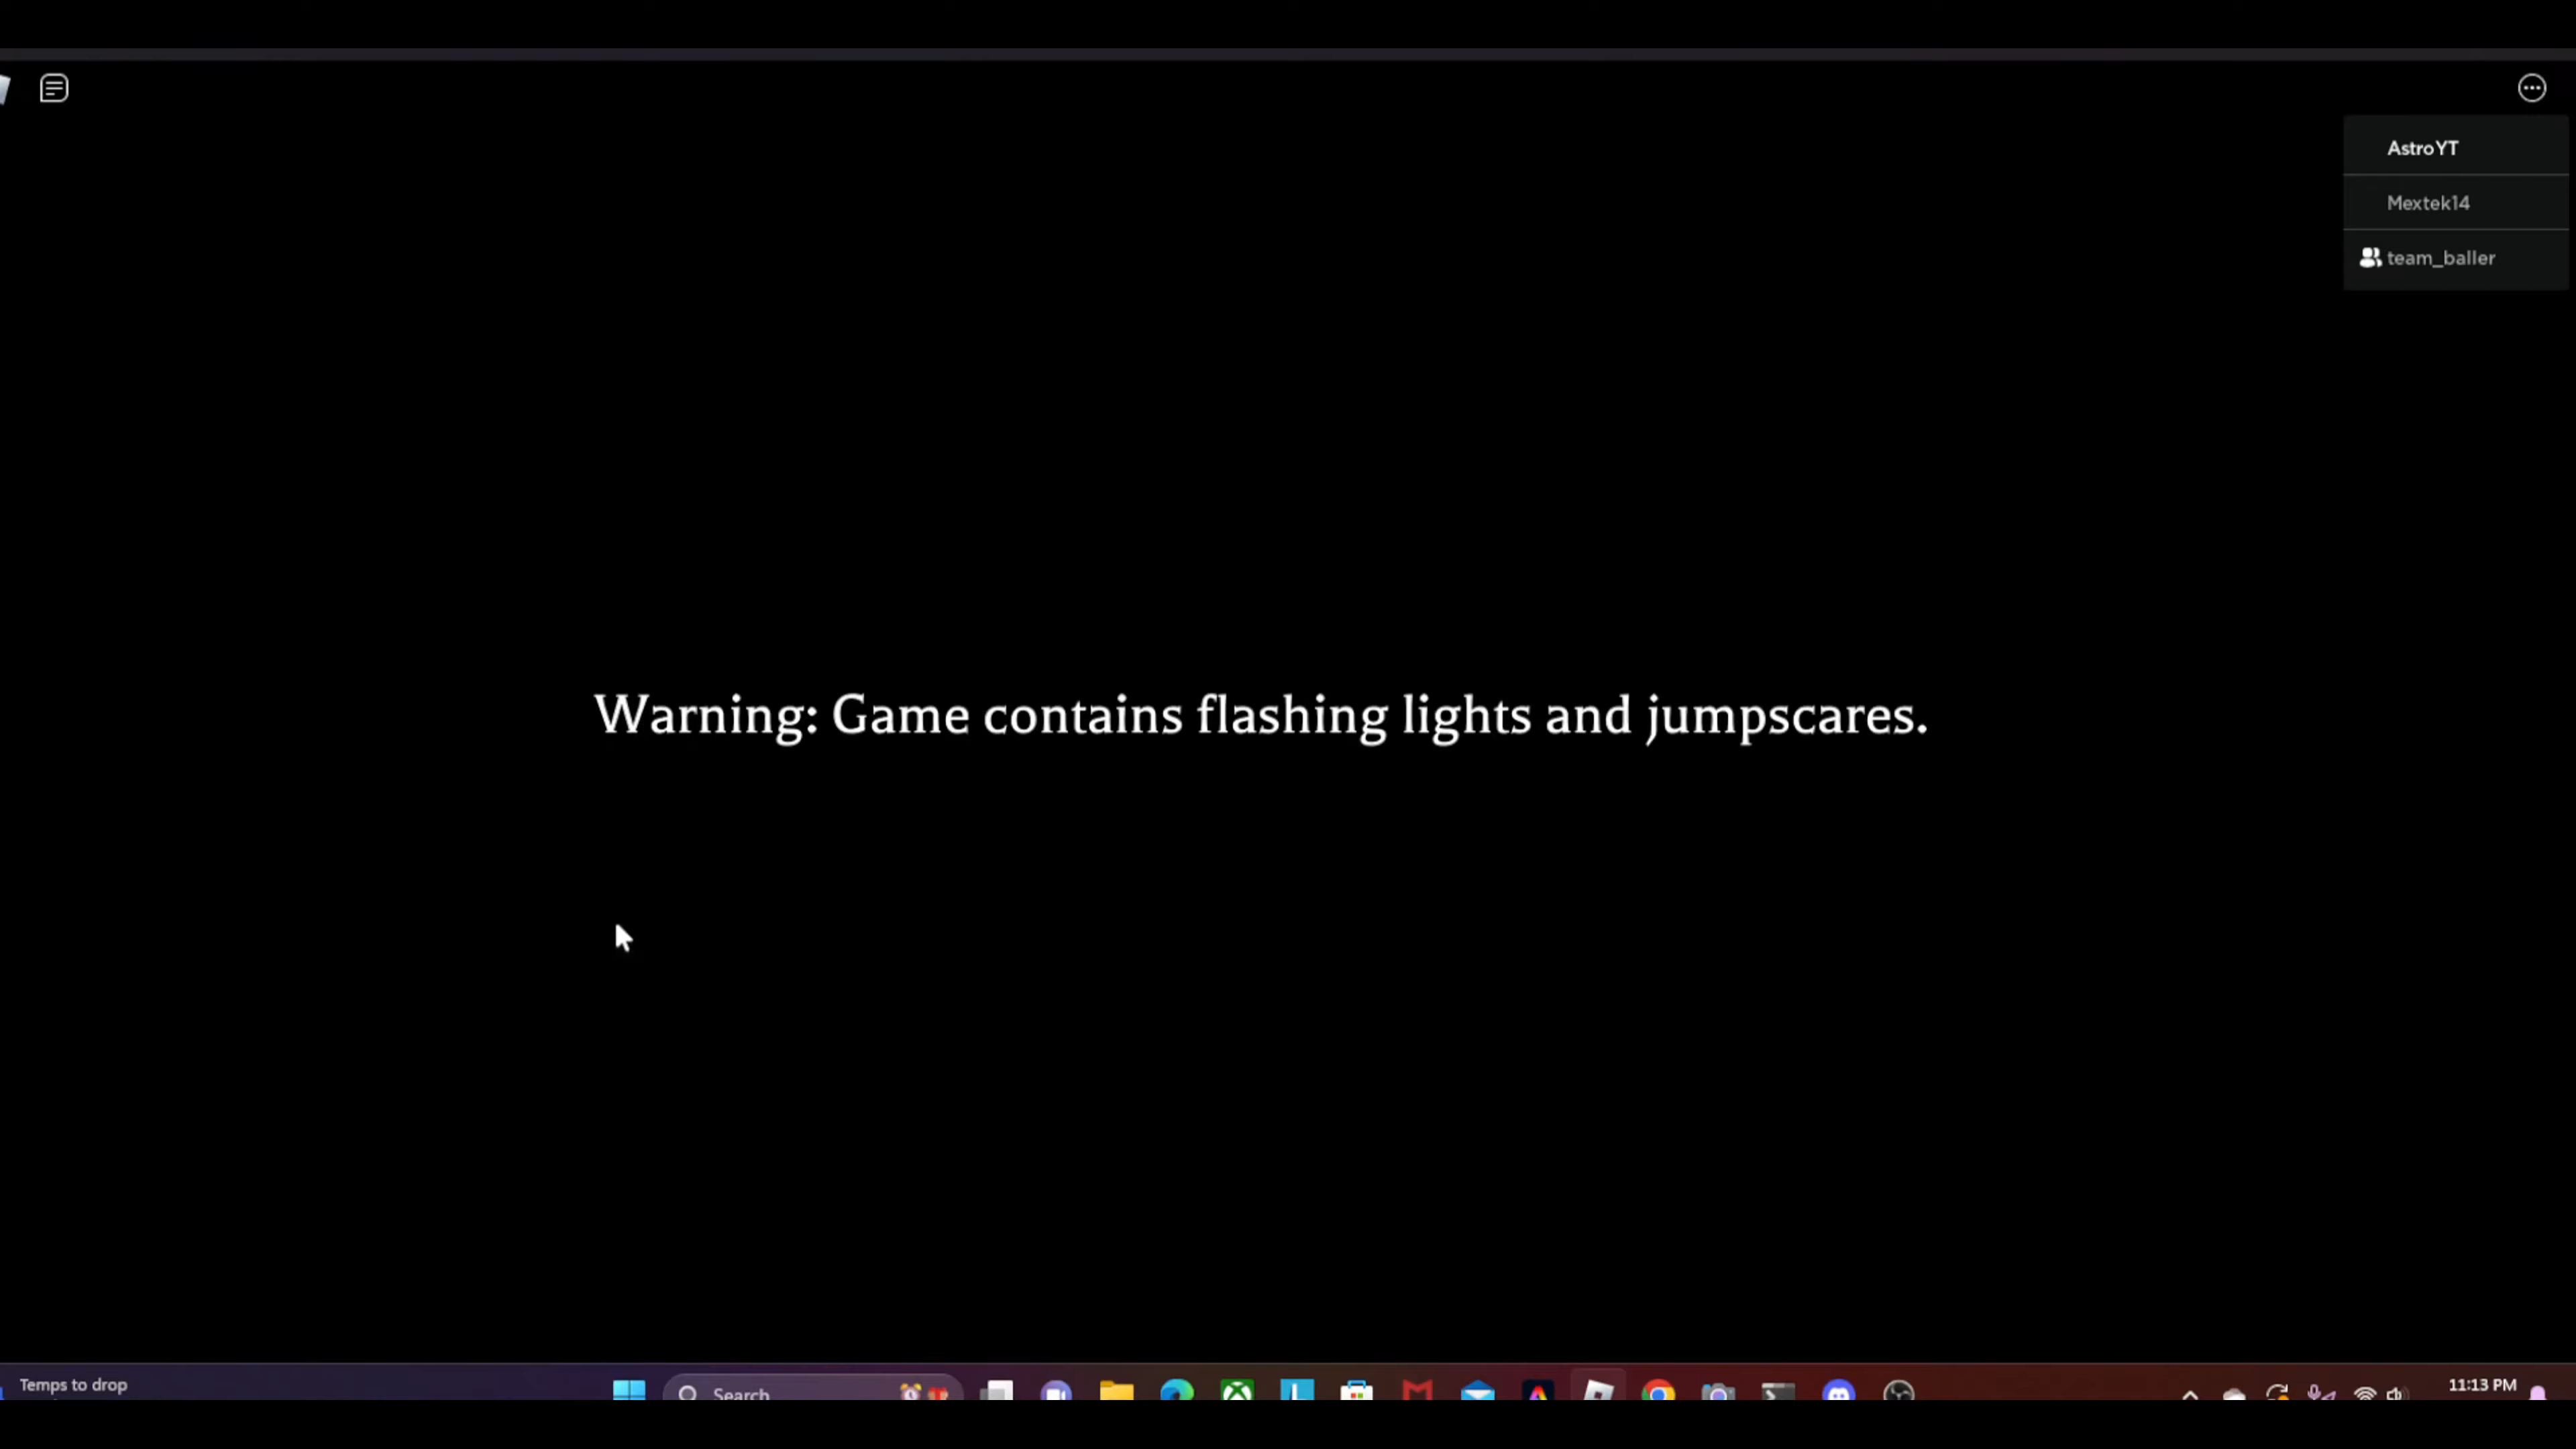 AstroYT
Mextek14
team_baller
Warning: Game contains flashing lights and jumpscares.
Temps to drop
Search
11:13 PM